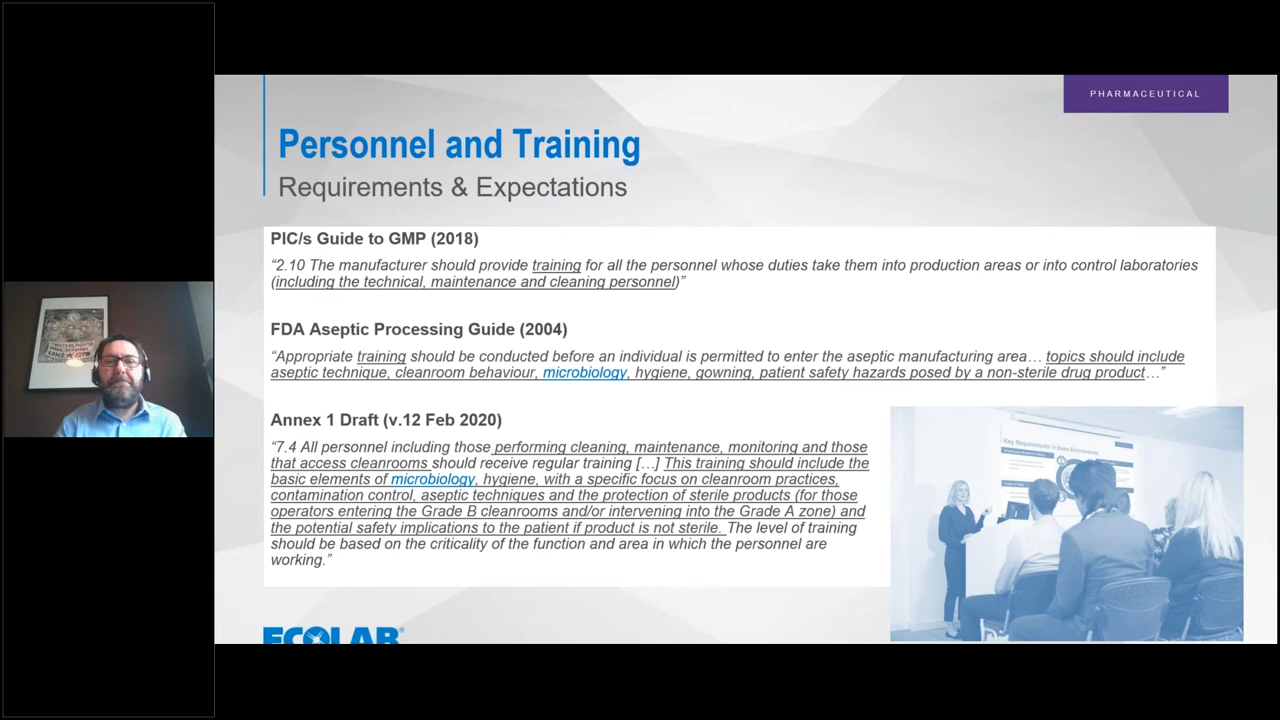 PHARMACEUTICAL
Personnel and Training
Requirements & Expectations
PIC/s Guide to GMP (2018)
“2.10 The manufacturer should provide training for all the personnel whose duties take them into production areas or into control laboratories
(including the technical, maintenance and cleaning personnel)”
FDA Aseptic Processing Guide (2004)
“Appropriate training should be conducted before an individual is permitted to enter the aseptic manufacturing area… topics should include
aseptic technique, cleanroom behaviour, microbiology, hygiene, gowning, patient safety hazards posed by a non-sterile drug product…”
Annex 1 Draft (v.12 Feb 2020)
“7.4 All personnel including those performing cleaning, maintenance, monitoring and those
that access cleanrooms should receive regular training […] This training should include the
basic elements of microbiology, hygiene, with a specific focus on cleanroom practices,
contamination control, aseptic techniques and the protection of sterile products (for those
operators entering the Grade B cleanrooms and/or intervening into the Grade A zone) and
the potential safety implications to the patient if product is not sterile. The level of training
should be based on the criticality of the function and area in which the personnel are
working.”
Key Requirements in these Environments
ECOLAB®